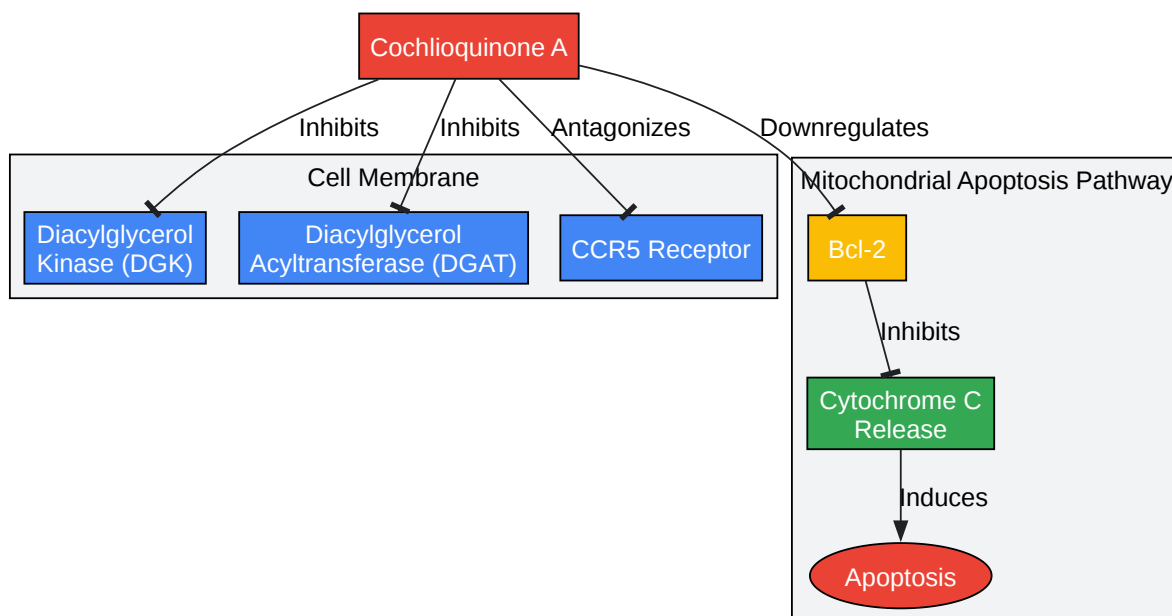 Cochlioquinone A
Inhibits
Inhibits
Antagonizes
Downregulates
Cell Membrane
Mitochondrial Apoptosis Pathway
Diacylglycerol
Kinase (DGK)
Diacylglycerol
Acyltransferase (DGAT)
CCR5 Receptor
Bcl-2
Inhibits
Cytochrome C
Release
Induces
Apoptosis